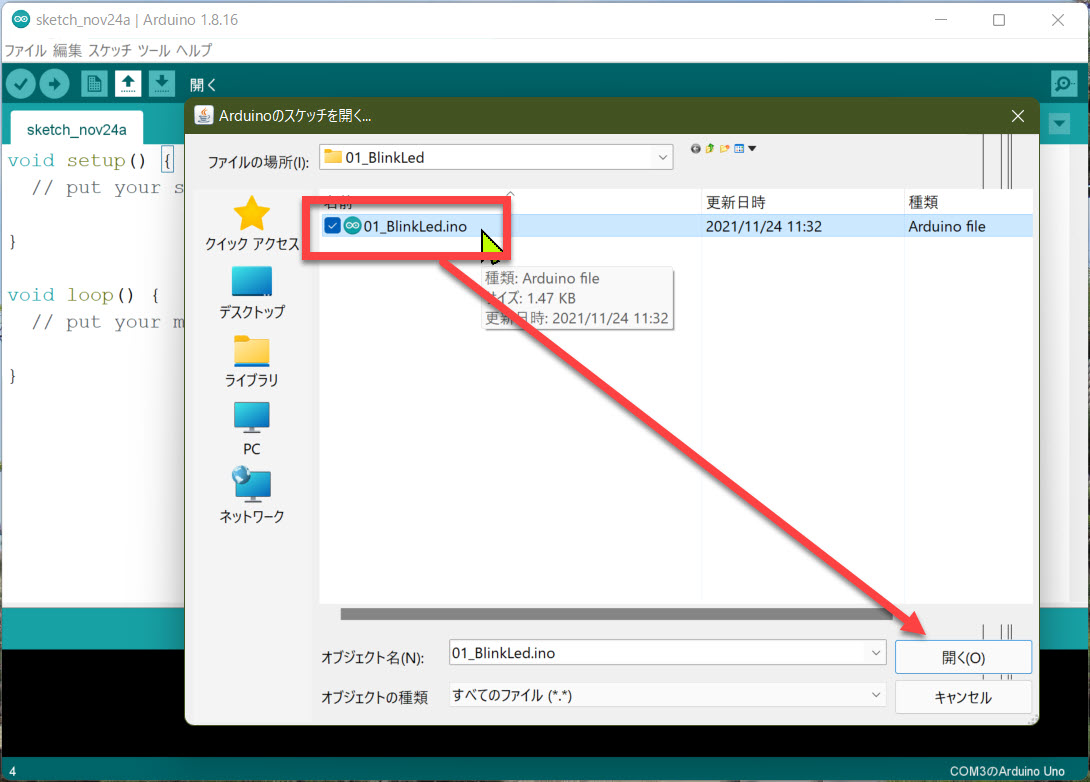 sketch_nov24a | Arduino 1.8.16
ファイル 編集 スケッチ ツール ヘルプ
開く
sketch_nov24a
void setup() {
// put your s
}
void loop() {
// put your m
}
Arduinoのスケッチを開く...
ファイルの場所(I):
01_BlinkLed
名前
更新日時
種類
01_BlinkLed.ino
2021/11/24 11:32
Arduino file
種類: Arduino file
サイズ: 1.47 KB
更新日時: 2021/11/24 11:32
クイック アクセス
デスクトップ
ライブラリ
PC
ネットワーク
オブジェクト名(N):
01_BlinkLed.ino
開く(O)
オブジェクトの種類
すべてのファイル (*.*)
キャンセル
4
COM3のArduino Uno